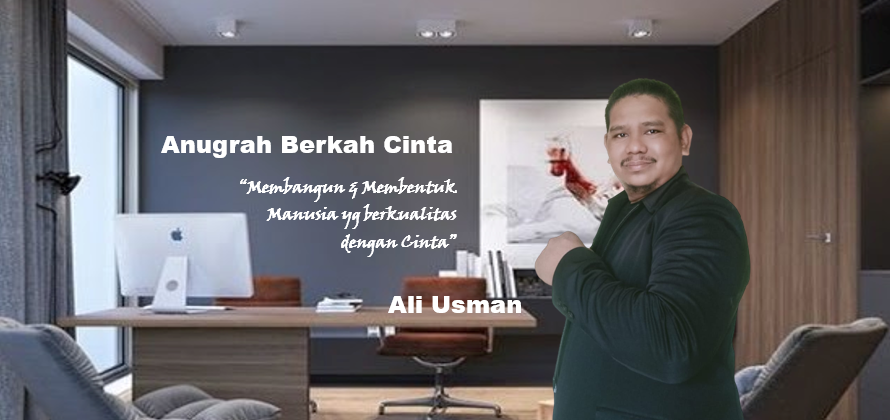 Anugrah Berkah Cinta
“Membangun & Membentuk
Manusia yg berkualitas
dengan Cinta”
Ali Usman